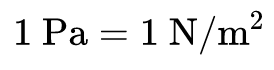 1 Pa = 1 N/m²